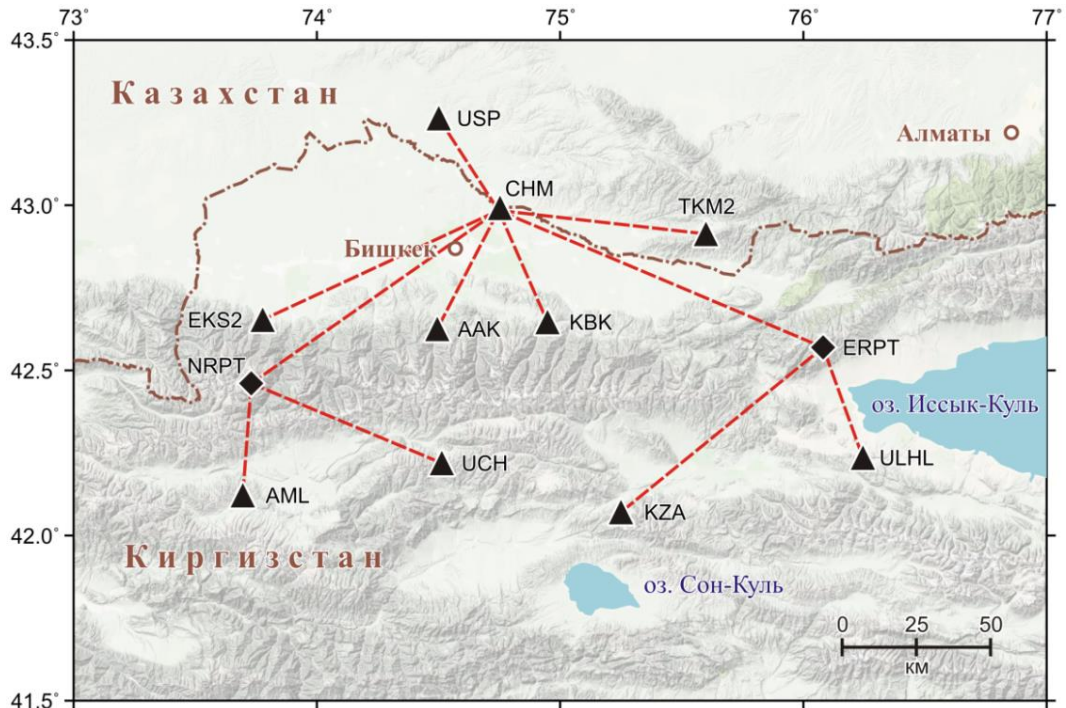 73˚ 74˚ 75˚ 76˚ 77˚
43.5˚
Казахстан
USP
Алматы
CHM
43.0˚
TKM2
Бишкек
EKS2
AAK
KBK
NRPT
ERPT
42.5˚
оз. Иссык-Куль
UCH
ULHL
AML
KZA
42.0˚
Киргизстан
оз. Сон-Куль
0 25 50
км
41.5˚